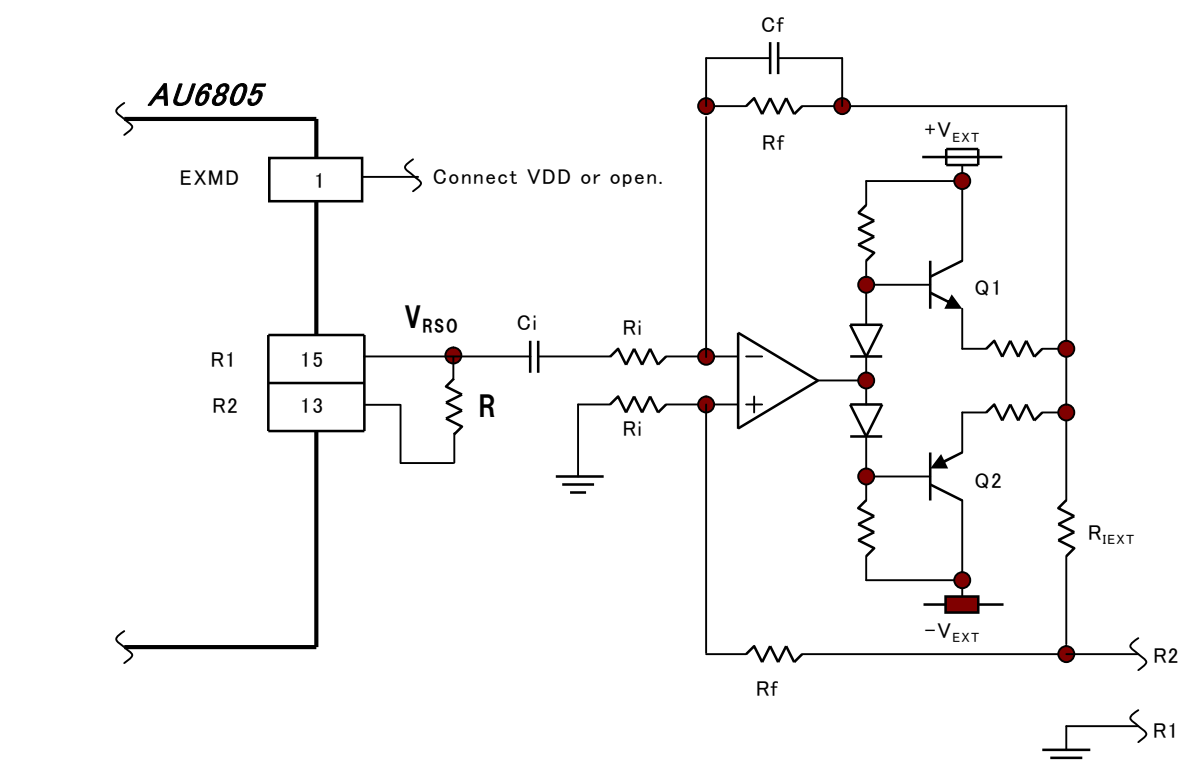 Cf
AU6805
Rf
+VEXT
EXMD
1
Connect VDD or open.
Q1
VRSO
Ci
Ri
R1
15
−
R2
13
R
+
Ri
Q2
RIEXT
−VEXT
R2
Rf
R1